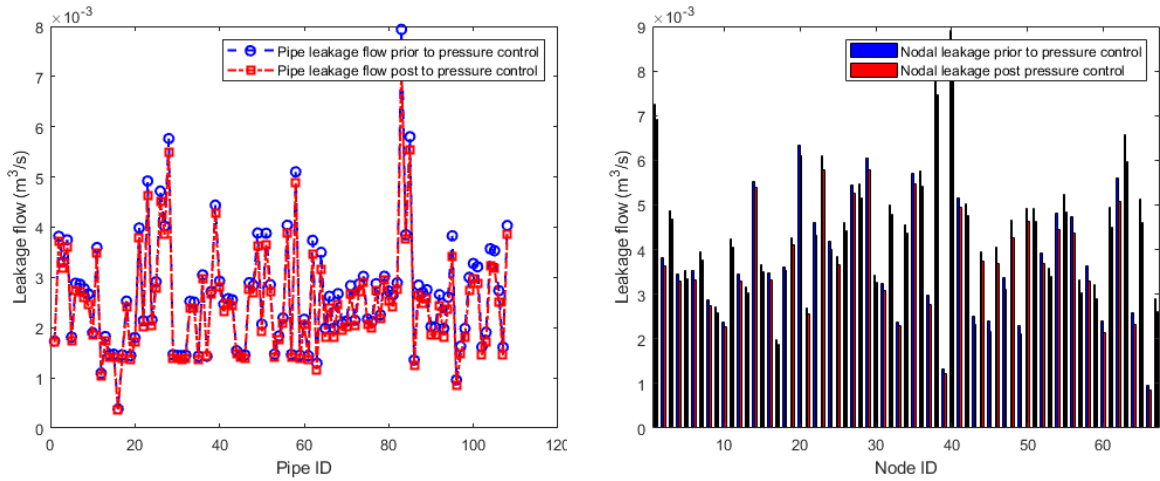 ×10⁻³
8
7
6
5
4
3
2
1
0
Leakage flow (m³/s)
Pipe leakage flow prior to pressure control
Pipe leakage flow post to pressure control
0 20 40 60 80 100 120
Pipe ID
×10⁻³
9
8
7
6
5
4
3
2
1
0
Leakage flow (m³/s)
Nodal leakage prior to pressure control
Nodal leakage post pressure control
10 20 30 40 50 60
Node ID